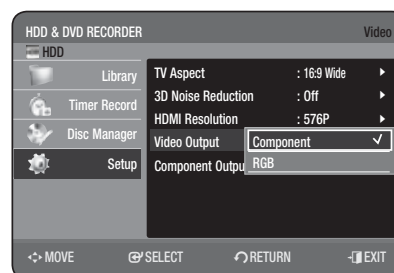 HDD & DVD RECORDER Video
HDD
Library
Timer Record
Disc Manager
Setup
TV Aspect : 16:9 Wide
3D Noise Reduction : Off
HDMI Resolution : 576P
Video Output Component
Component Outpu RGB
MOVE SELECT RETURN EXIT